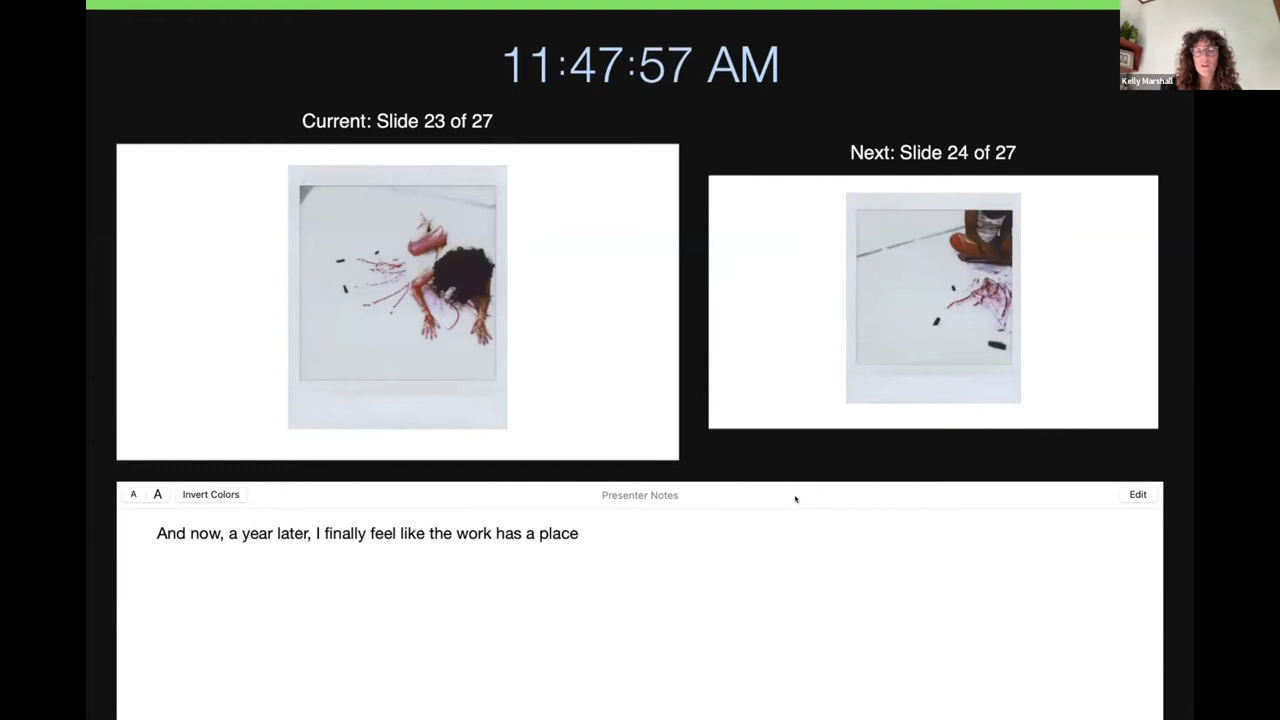 11:47:57 AM
Kelly Marshall
Current: Slide 23 of 27
Next: Slide 24 of 27
A A Invert Colors
Presenter Notes
Edit
And now, a year later, I finally feel like the work has a place